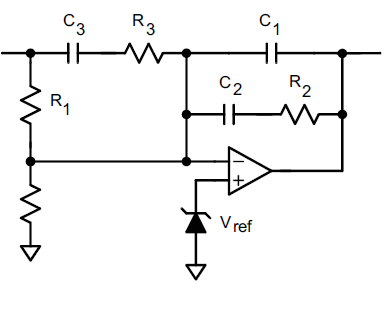 C3 R3 C1
C2 R2
R1
− 
+
Vref